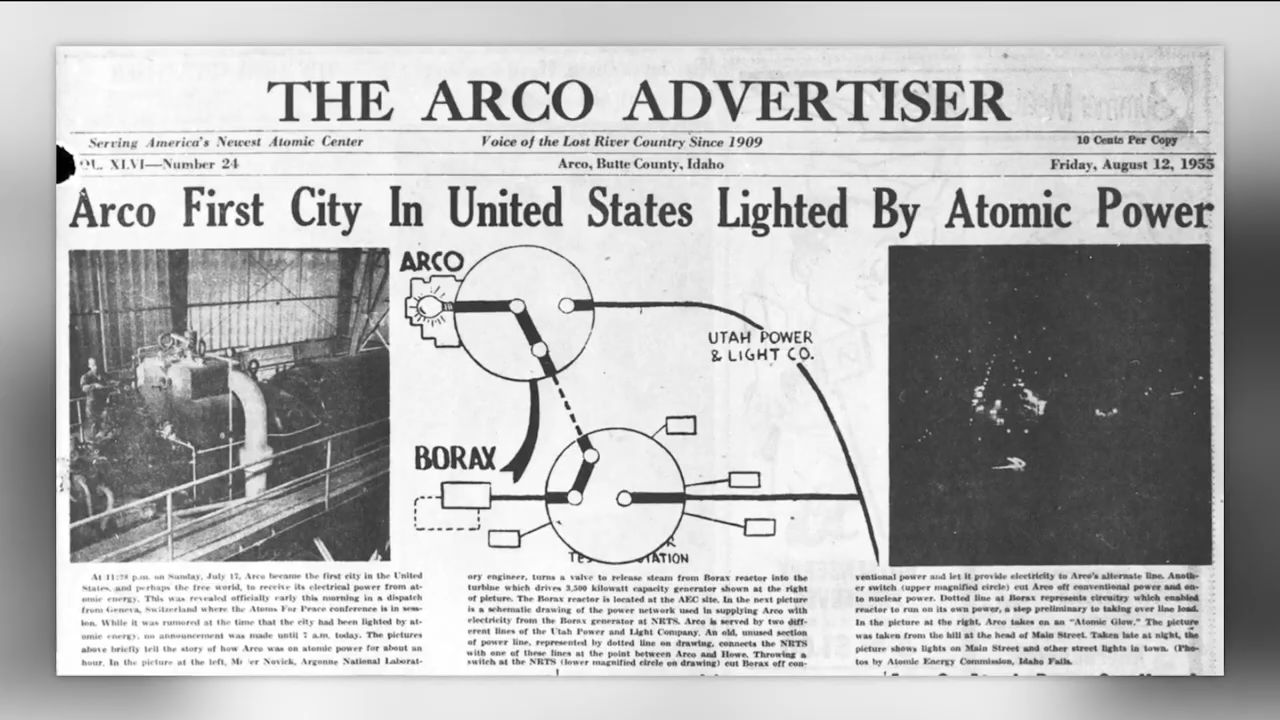 THE ARCO ADVERTISER
Serving America's Newest Atomic Center
Voice of the Lost River Country Since 1909
10 Cents Per Copy
OL. XLVI—Number 24
Arco, Butte County, Idaho
Friday, August 12, 1955
Arco First City In United States Lighted By Atomic Power
ARCO
UTAH POWER
& LIGHT CO.
BORAX
At 11:28 p.m. on Sunday, July 17, Arco became the first city in the United
States, and perhaps the free world, to receive its electrical power from at-
omic energy. This was revealed officially early this morning in a dispatch
from Geneva, Switzerland where the Atoms For Peace conference is in sess-
ion. While it was rumored at the time that the city had been lighted by at-
omic energy, no announcement was made until 7 a.m. today. The pictures
above briefly tell the story of how Arco was on atomic power for about an
hour. In the picture at the left, Novick, Argonne National Laborat-
ory engineer, turns a valve to release steam from Borax reactor into the
turbine which drives 3,500 kilowatt capacity generator shown at the right
of picture. The Borax reactor is located at the AEC site. In the next picture
is a schematic drawing of the power network used in supplying Arco with
electricity from the Borax generator at NRTS. Arco is served by two diff-
erent lines of the Utah Power and Light Company. An old, unused section
of power line, represented by dotted line on drawing, connects the NRTS
with one of these lines at the point between Arco and Howe. Throwing a
switch at the NRTS (lower magnified circle on drawing) cut Borax off con-
ventional power and let it provide electricity to Arco's alternate line. Anoth-
er switch (upper magnified circle) cut Arco off conventional power and on-
to nuclear power. Dotted line at Borax represents circuitry which enabled
reactor to run on its own power, a step preliminary to taking over line load.
In the picture at the right, Arco takes on an "Atomic Glow." The picture
was taken from the hill at the head of Main Street. Taken late at night, the
picture shows lights on Main Street and other street lights in town. (Pho-
tos by Atomic Energy Commission, Idaho Falls.